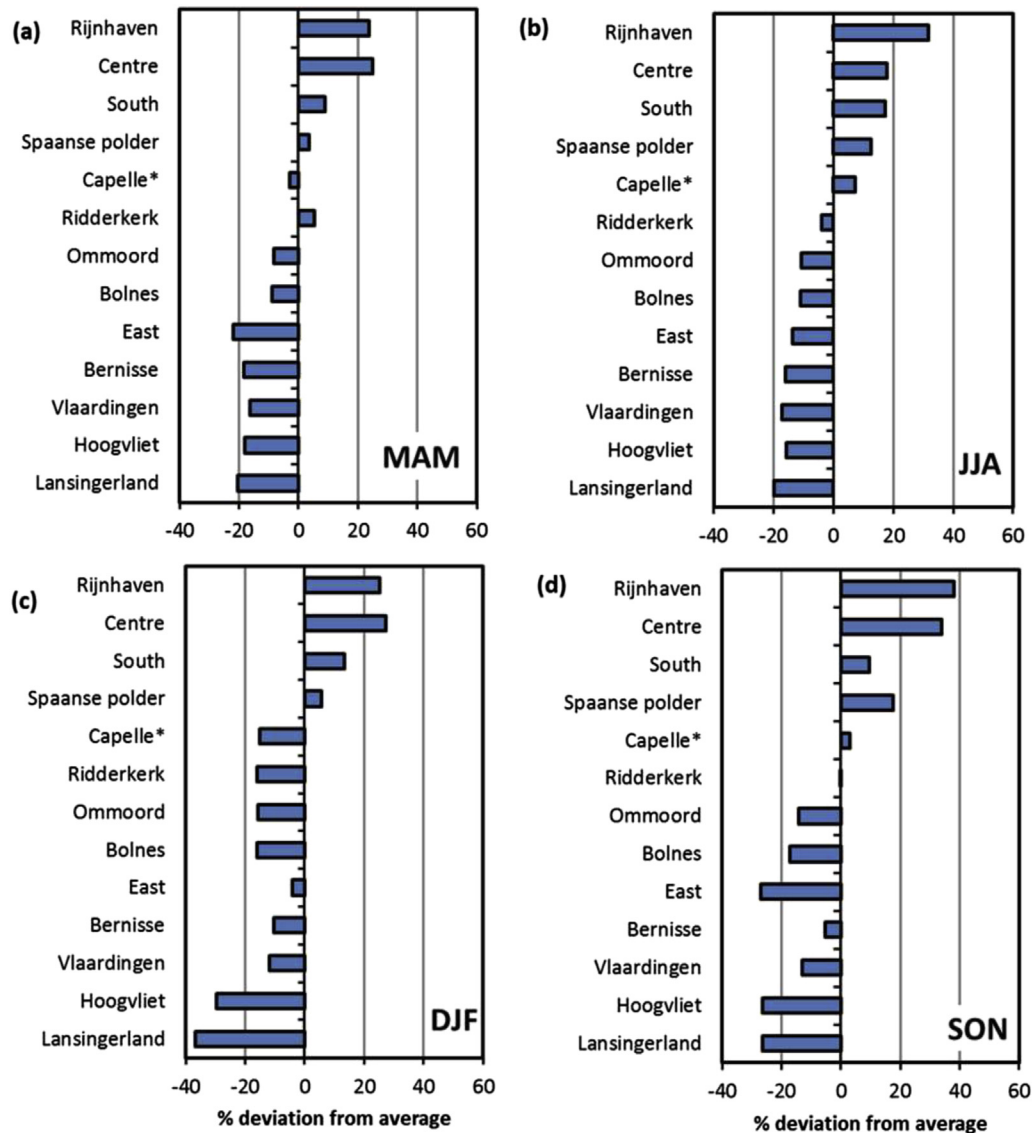 (a)
Rijnhaven
Centre
South
Spaanse polder
Capelle*
Ridderkerk
Ommoord
Bolnes
East
Bernisse
Vlaardingen
Hoogvliet
Lansingerland
MAM
-40 -20 0 20 40 60
(b)
Rijnhaven
Centre
South
Spaanse polder
Capelle*
Ridderkerk
Ommoord
Bolnes
East
Bernisse
Vlaardingen
Hoogvliet
Lansingerland
JJA
-40 -20 0 20 40 60
(c)
Rijnhaven
Centre
South
Spaanse polder
Capelle*
Ridderkerk
Ommoord
Bolnes
East
Bernisse
Vlaardingen
Hoogvliet
Lansingerland
DJF
-40 -20 0 20 40 60
% deviation from average
(d)
Rijnhaven
Centre
South
Spaanse polder
Capelle*
Ridderkerk
Ommoord
Bolnes
East
Bernisse
Vlaardingen
Hoogvliet
Lansingerland
SON
-40 -20 0 20 40 60
% deviation from average